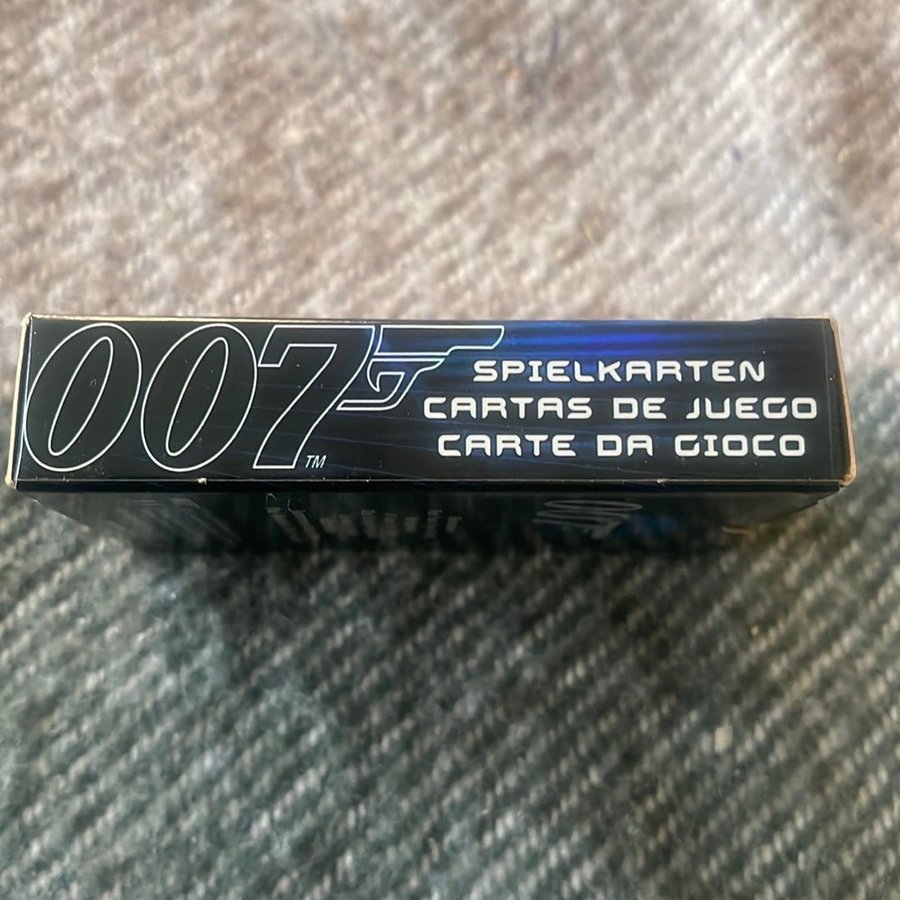 007 TM
SPIELKARTEN
CARTAS DE JUEGO
CARTE DA GIOCO